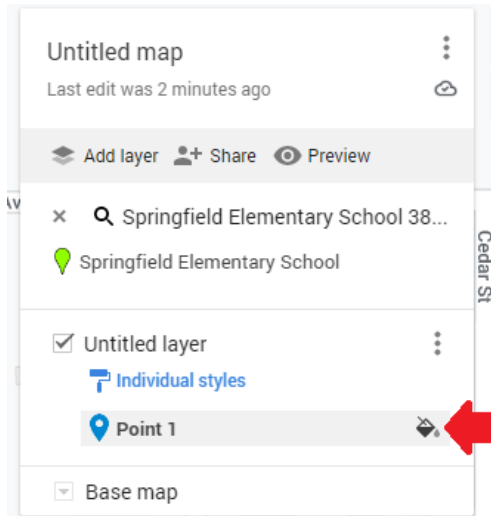 Untitled map
Last edit was 2 minutes ago
Add layer Share Preview
Av
Springfield Elementary School 38...
Springfield Elementary School
Cedar St
Untitled layer
Individual styles
Point 1
Base map